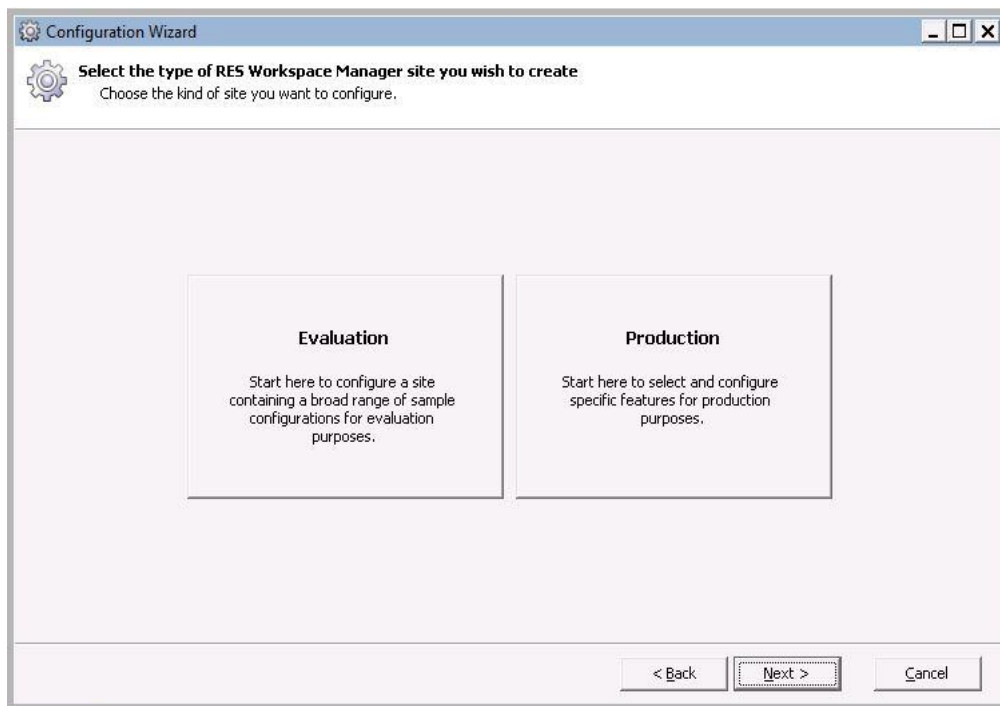 Configuration Wizard
Select the type of RES Workspace Manager site you wish to create
Choose the kind of site you want to configure.
Evaluation
Start here to configure a site
containing a broad range of sample
configurations for evaluation
purposes.
Production
Start here to select and configure
specific features for production
purposes.
< Back
Next >
Cancel